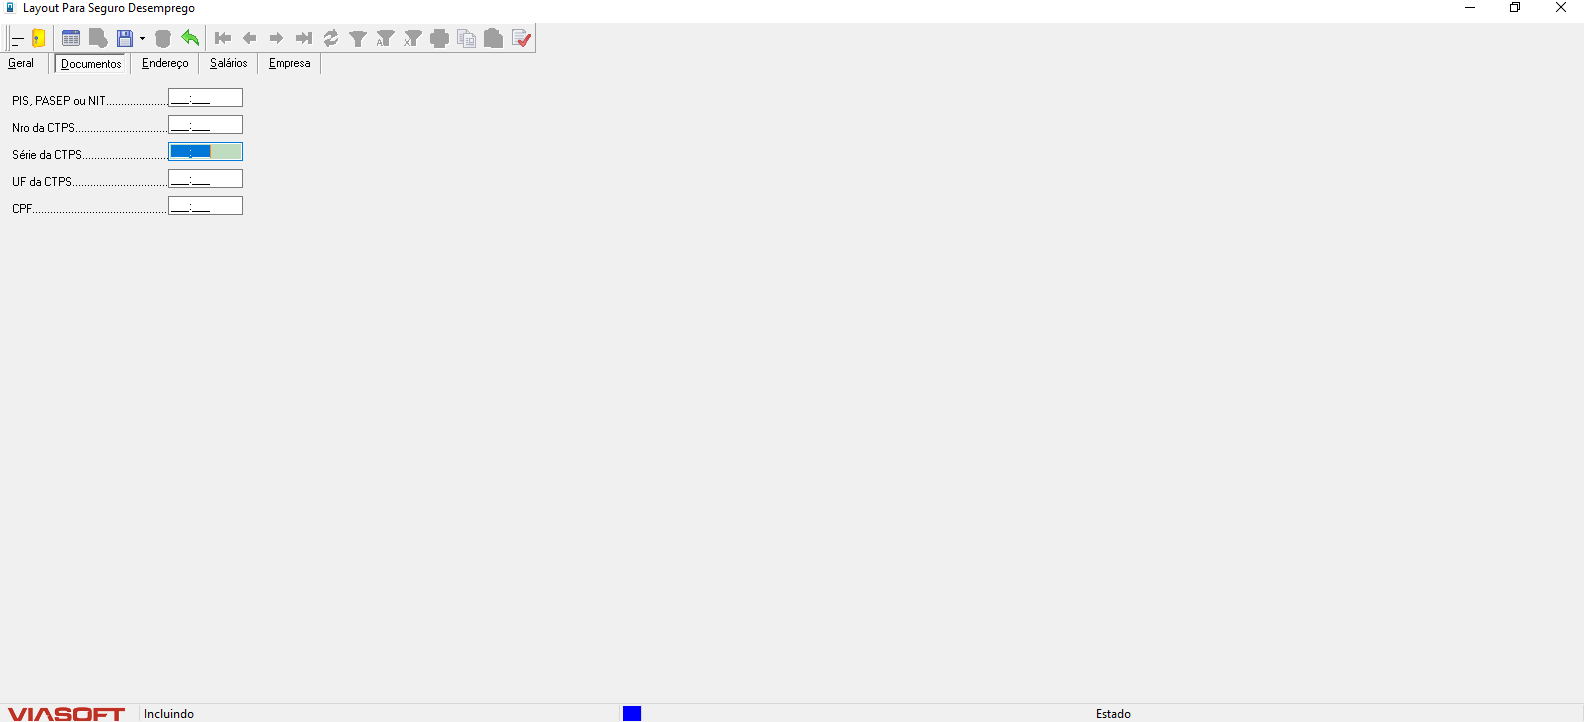 Layout Para Seguro Desemprego
Geral Documentos Endereço Salários Empresa
PIS, PASEP ou NIT..................... ___:___
Nro da CTPS.............................. ___:___
Série da CTPS............................ ___:___
UF da CTPS............................... ___:___
CPF............................................ ___:___
VIASOFT Incluindo Estado